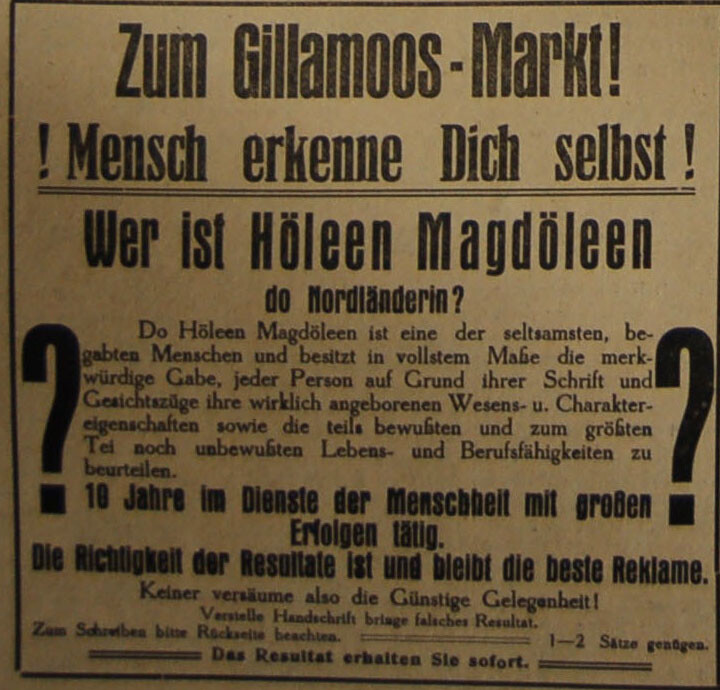 Zum Gillamoos-Markt!
! Mensch erkenne Dich selbst !
Wer ist Höleen Magdöleen
do Nordländerin?
Do Höleen Magdöleen ist eine der seltsamsten, be-
gabten Menschen und besitzt in vollstem Maße die merk-
würdige Gabe, jeder Person auf Grund ihrer Schrift und
Gesichtszüge ihre wirklich angeborenen Wesens- u. Charakter-
eigenschaften sowie die teils bewußten und zum größten
Tei noch unbewußten Lebens- und Berufsfähigkeiten zu
beurteilen.
? ?
10 Jahre im Dienste der Menschheit mit großen
Erfolgen tätig.
Die Richtigkeit der Resultate ist und bleibt die beste Reklame.
Keiner versäume also die Günstige Gelegenheit!
Verstelle Handschrift bringe falsches Resultat.
Zum Schreiben bitte Rückseite beachten. 1—2 Sätze genügen.
Das Resultat erhalten Sie sofort.